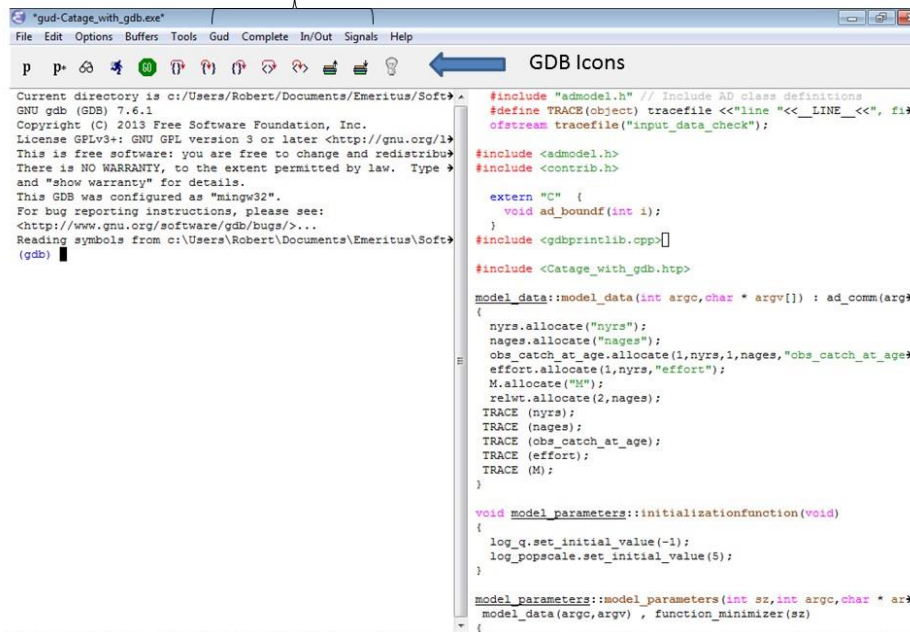 *gud-Catage_with_gdb.exe*
File Edit Options Buffers Tools Gud Complete In/Out Signals Help
p p* GO GDB Icons
Current directory is c:/Users/Robert/Documents/Emeritus/Soft
GNU gdb (GDB) 7.6.1
Copyright (C) 2013 Free Software Foundation, Inc.
License GPLv3+: GNU GPL version 3 or later <http://gnu.org/l
This is free software: you are free to change and redistribu
There is NO WARRANTY, to the extent permitted by law. Type
and "show warranty" for details.
This GDB was configured as "mingw32".
For bug reporting instructions, please see:
<http://www.gnu.org/software/gdb/bugs/>...
Reading symbols from c:\Users\Robert\Documents\Emeritus\Soft
(gdb)
#include "admodel.h" // Include AD class definitions
#define TRACE(object) tracefile <<"line "<<__LINE__<<", fi
ofstream tracefile("input_data_check");
#include <admodel.h>
#include <contrib.h>
extern "C" {
void ad_boundf(int i);
}
#include <gdbprintlib.cpp>
#include <Catage_with_gdb.htp>
model_data::model_data(int argc,char * argv[]) : ad_comm(arg
{
nyrs.allocate("nyrs");
nages.allocate("nages");
obs_catch_at_age.allocate(1,nyrs,1,nages,"obs_catch_at_age
effort.allocate(1,nyrs,"effort");
M.allocate("M");
relwt.allocate(2,nages);
TRACE (nyrs);
TRACE (nages);
TRACE (obs_catch_at_age);
TRACE (effort);
TRACE (M);
}
void model_parameters::initializationfunction(void)
{
log_q.set_initial_value(-1);
log_popscale.set_initial_value(5);
}
model_parameters::model_parameters(int sz,int argc,char * ar
model_data(argc,argv) , function_minimizer(sz)
{